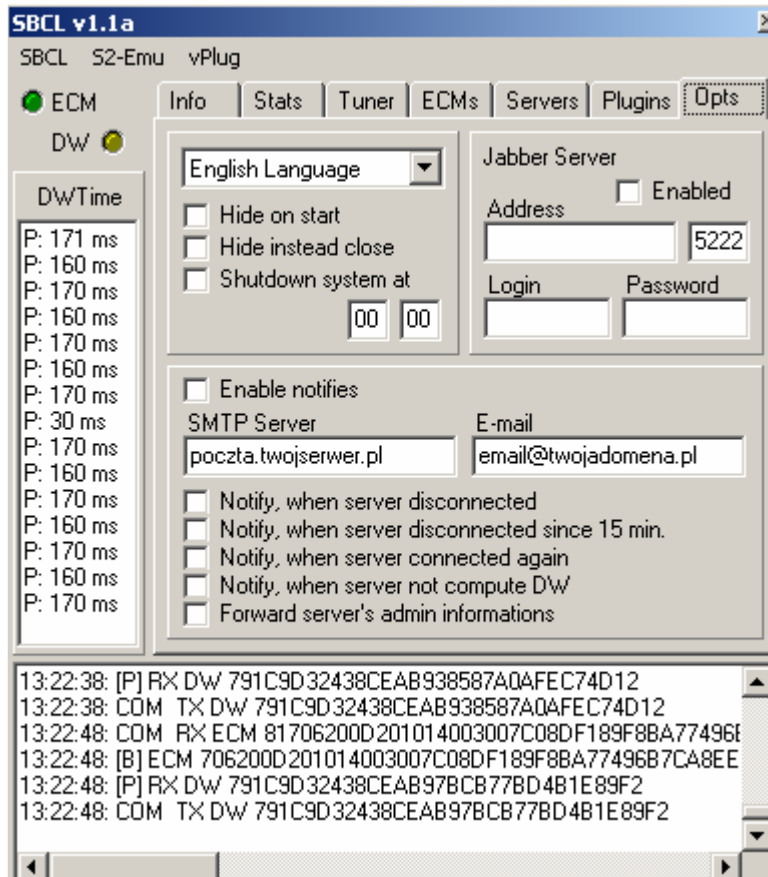 SBCL v1.1a
SBCL S2-Emu vPlug
ECM
DW
Info Stats Tuner ECMs Servers Plugins Opts
DWTime
P: 171 ms
P: 160 ms
P: 170 ms
P: 160 ms
P: 170 ms
P: 160 ms
P: 170 ms
P: 30 ms
P: 170 ms
P: 160 ms
P: 170 ms
P: 160 ms
P: 170 ms
P: 160 ms
P: 170 ms
English Language
Hide on start
Hide instead close
Shutdown system at
00 00
Jabber Server
Enabled
Address
5222
Login Password
Enable notifies
SMTP Server E-mail
poczta.twojserwer.pl email@twojadomena.pl
Notify, when server disconnected
Notify, when server disconnected since 15 min.
Notify, when server connected again
Notify, when server not compute DW
Forward server's admin informations
13:22:38: [P] RX DW 791C9D32438CEAB938587A0AFEC74D12
13:22:38: COM TX DW 791C9D32438CEAB938587A0AFEC74D12
13:22:48: COM RX ECM 81706200D201014003007C08DF189F8BA77496
13:22:48: [B] ECM 706200D201014003007C08DF189F8BA77496B7CA8EE
13:22:48: [P] RX DW 791C9D32438CEAB97BCB77BD4B1E89F2
13:22:48: COM TX DW 791C9D32438CEAB97BCB77BD4B1E89F2